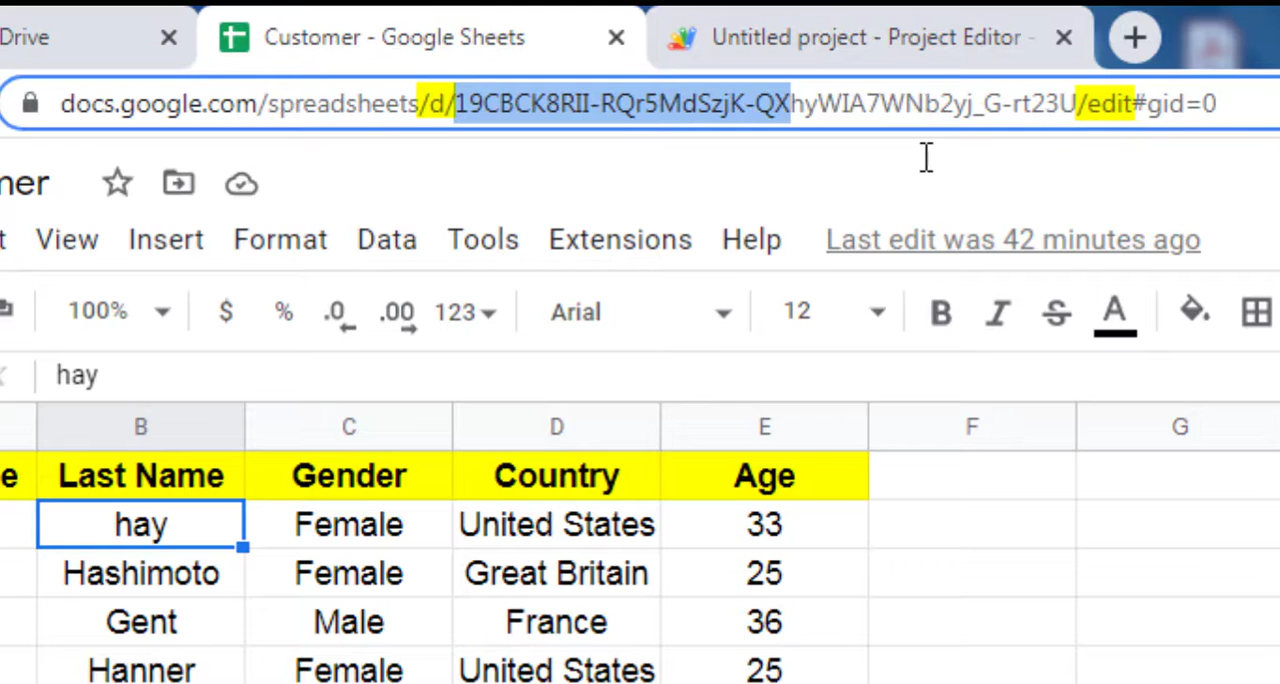 Drive
Customer - Google Sheets
Untitled project - Project Editor -
docs.google.com/spreadsheets/d/19CBCK8RII-RQr5MdSzjK-QXhyWIA7WNb2yj_G-rt23U/edit#gid=0
mer
t View Insert Format Data Tools Extensions Help Last edit was 42 minutes ago
100% $ % .0 .00 123 Arial 12 B I S A
hay
B C D E F G
e Last Name Gender Country Age
hay Female United States 33
Hashimoto Female Great Britain 25
Gent Male France 36
Hanner Female United States 25